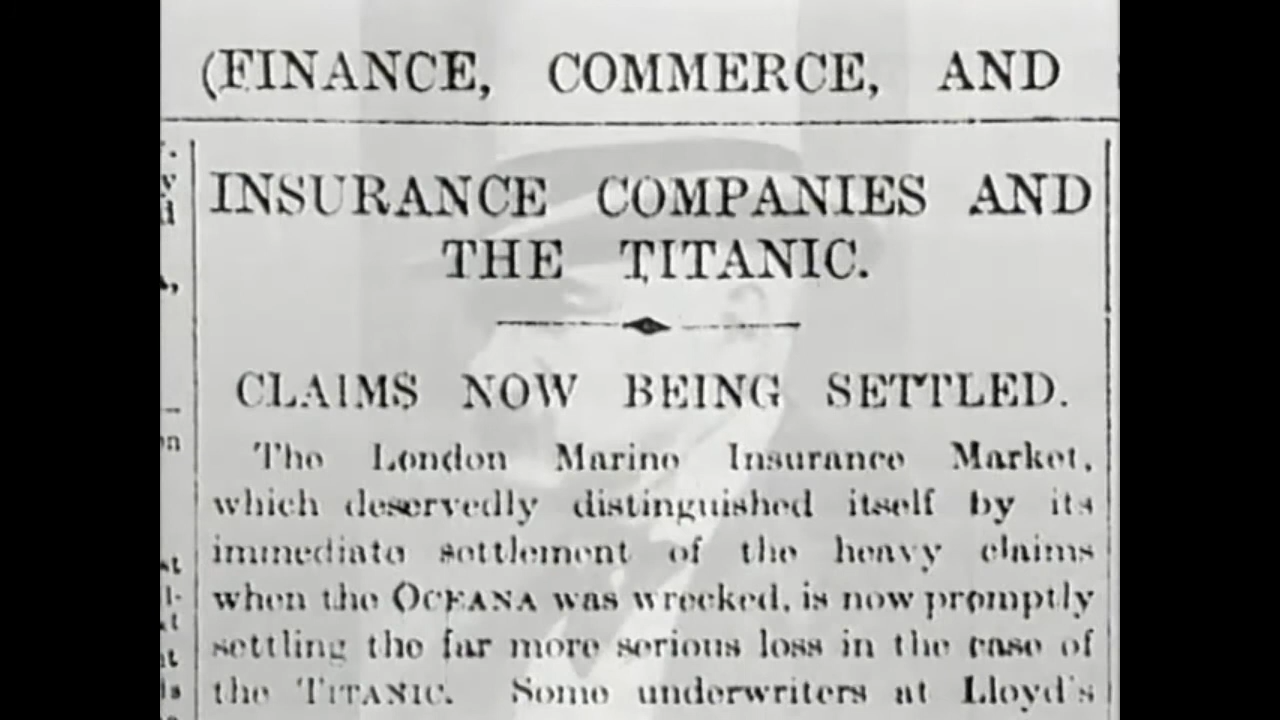 (FINANCE, COMMERCE, AND
INSURANCE COMPANIES AND
THE TITANIC.
CLAIMS NOW BEING SETTLED.
The London Marine Insurance Market,
which deservedly distinguished itself by its
immediate settlement of the heavy claims
when the OCEANA was wrecked, is now promptly
settling the far more serious loss in the case of
the TITANIC. Some underwriters at Lloyd's